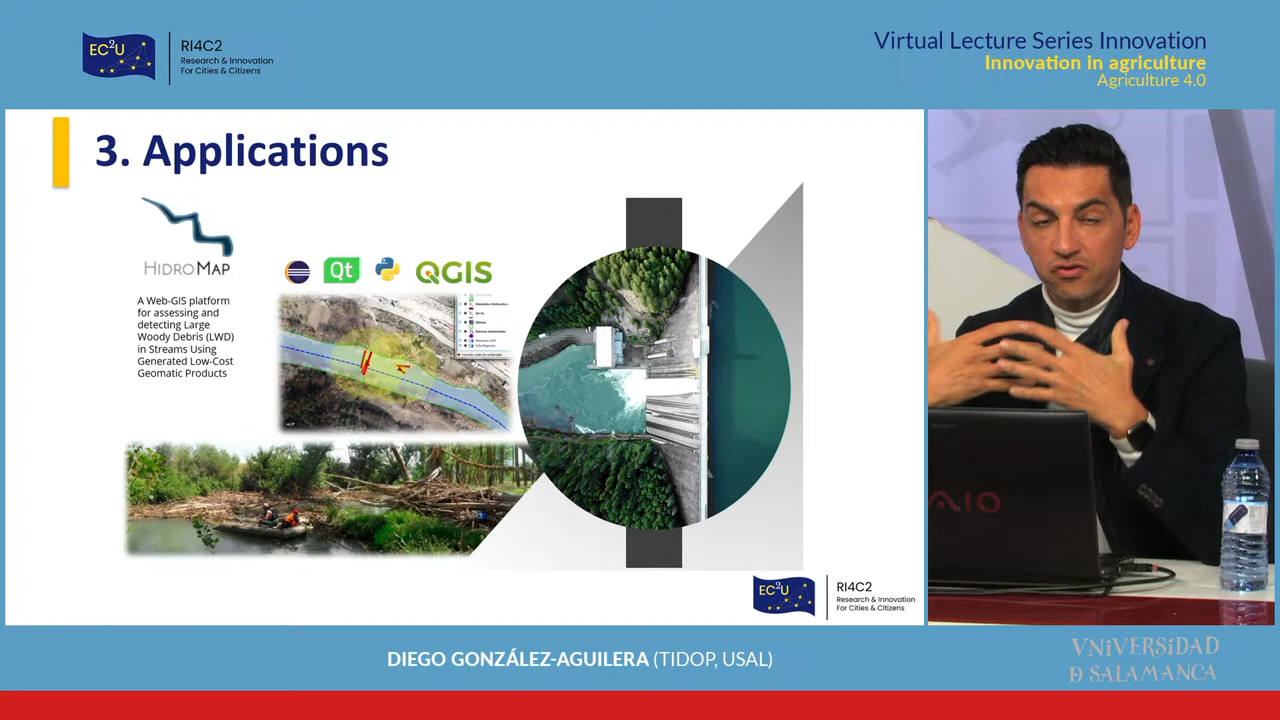 EC2U
RI4C2
Research & Innovation
For Cities & Citizens
Virtual Lecture Series Innovation
Innovation in agriculture
Agriculture 4.0
3. Applications
HIDROMAP
Qt
QGIS
A Web-GIS platform
for assessing and
detecting Large
Woody Debris (LWD)
in Streams Using
Generated Low-Cost
Geomatic Products
EC2U
RI4C2
Research & Innovation
For Cities & Citizens
VAIO
DIEGO GONZÁLEZ-AGUILERA (TIDOP, USAL)
VNiVERSiDAD
D SALAMANCA